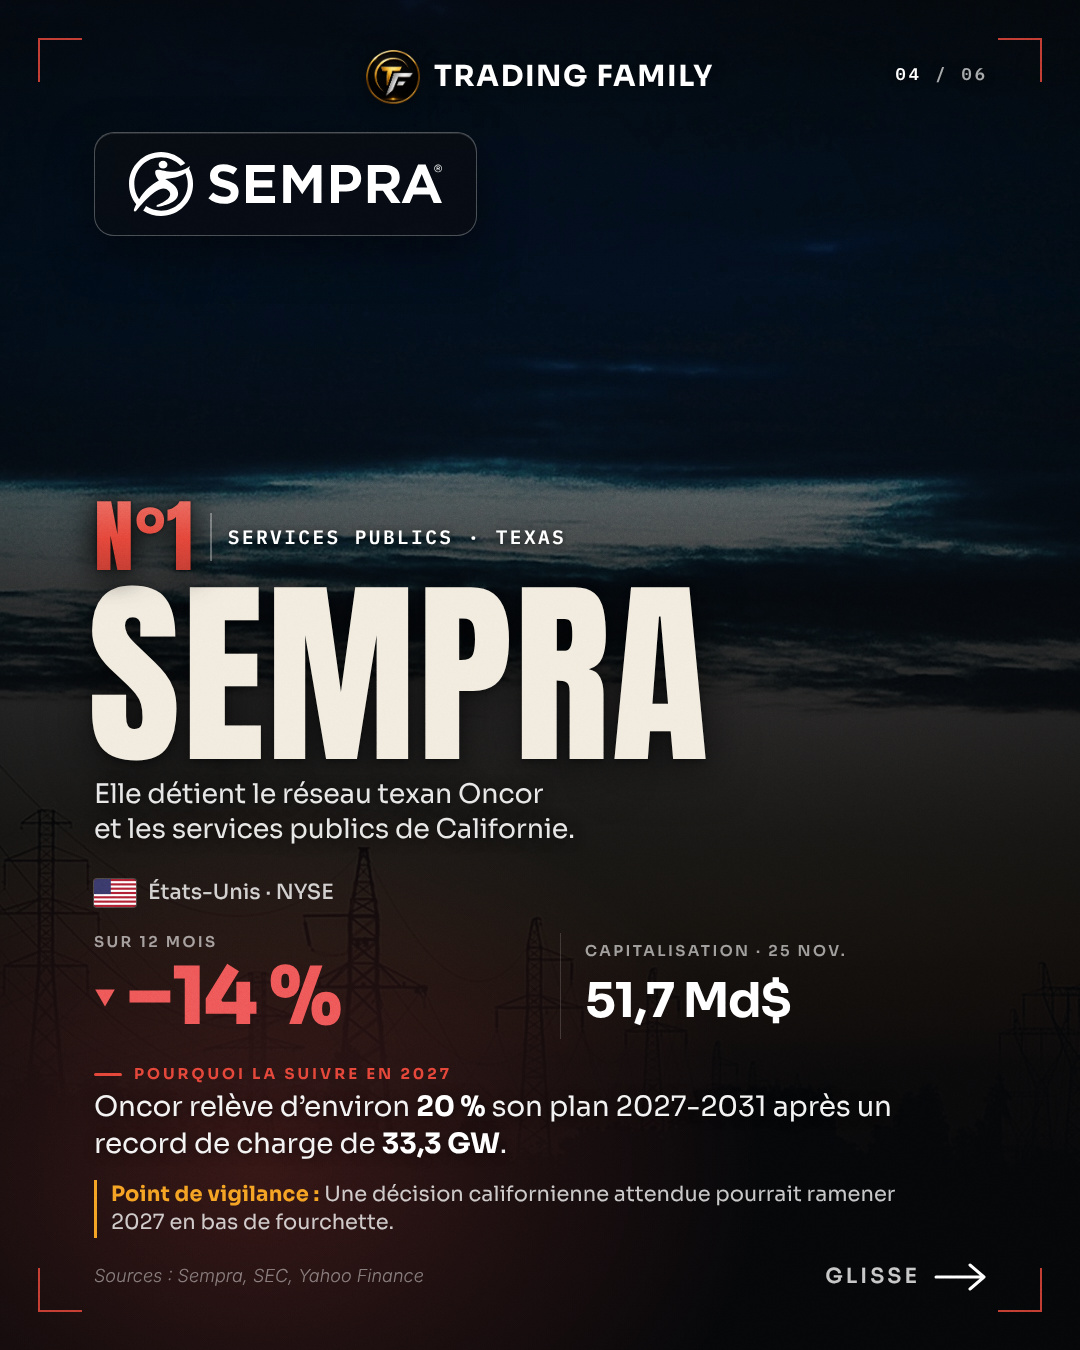 TRADING FAMILY
04 / 06
SEMPRA®
N°1
SERVICES PUBLICS · TEXAS
SEMPRA
Elle détient le réseau texan Oncor
et les services publics de Californie.
États-Unis · NYSE
SUR 12 MOIS
▼ −14 %
CAPITALISATION · 25 NOV.
51,7 Md$
POURQUOI LA SUIVRE EN 2027
Oncor relève d’environ 20 % son plan 2027-2031 après un
record de charge de 33,3 GW.
Point de vigilance : Une décision californienne attendue pourrait ramener
2027 en bas de fourchette.
Sources : Sempra, SEC, Yahoo Finance
GLISSE →